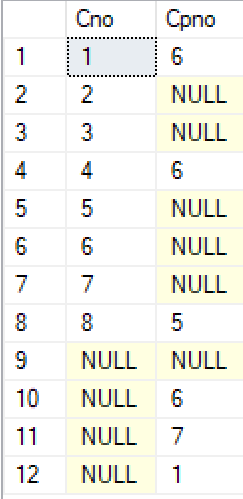 Cno Cpno
1 1 6
2 2 NULL
3 3 NULL
4 4 6
5 5 NULL
6 6 NULL
7 7 NULL
8 8 5
9 NULL NULL
10 NULL 6
11 NULL 7
12 NULL 1